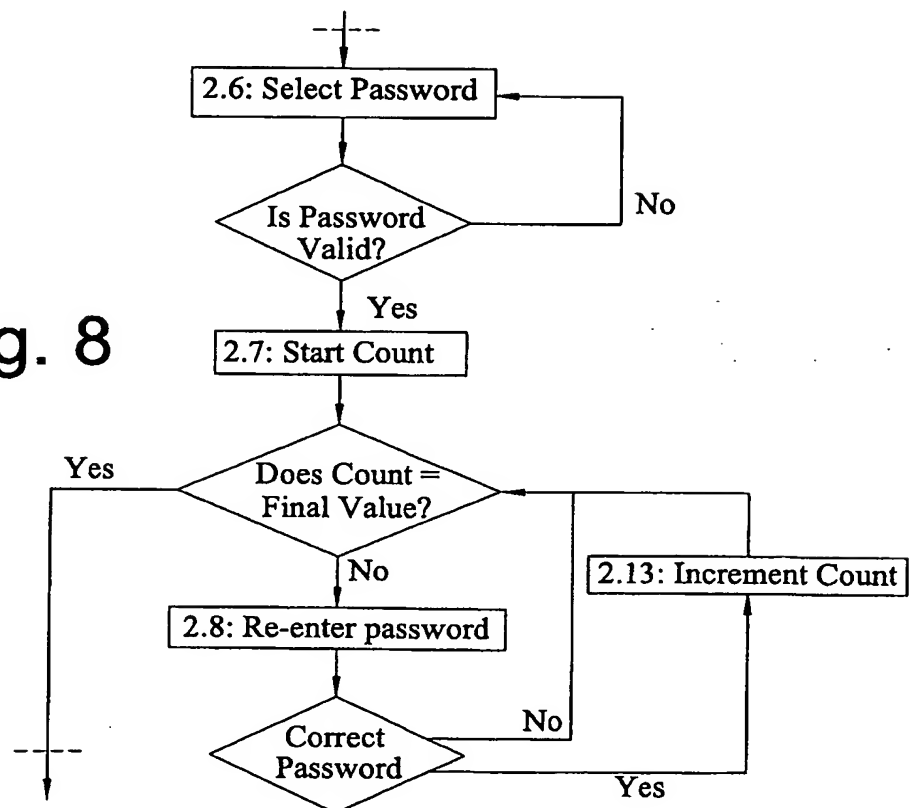 2.6: Select Password
Is Password
Valid?
No
Yes
g. 8
2.7: Start Count
Yes
Does Count =
Final Value?
No
2.13: Increment Count
2.8: Re-enter password
No
Correct
Password
Yes